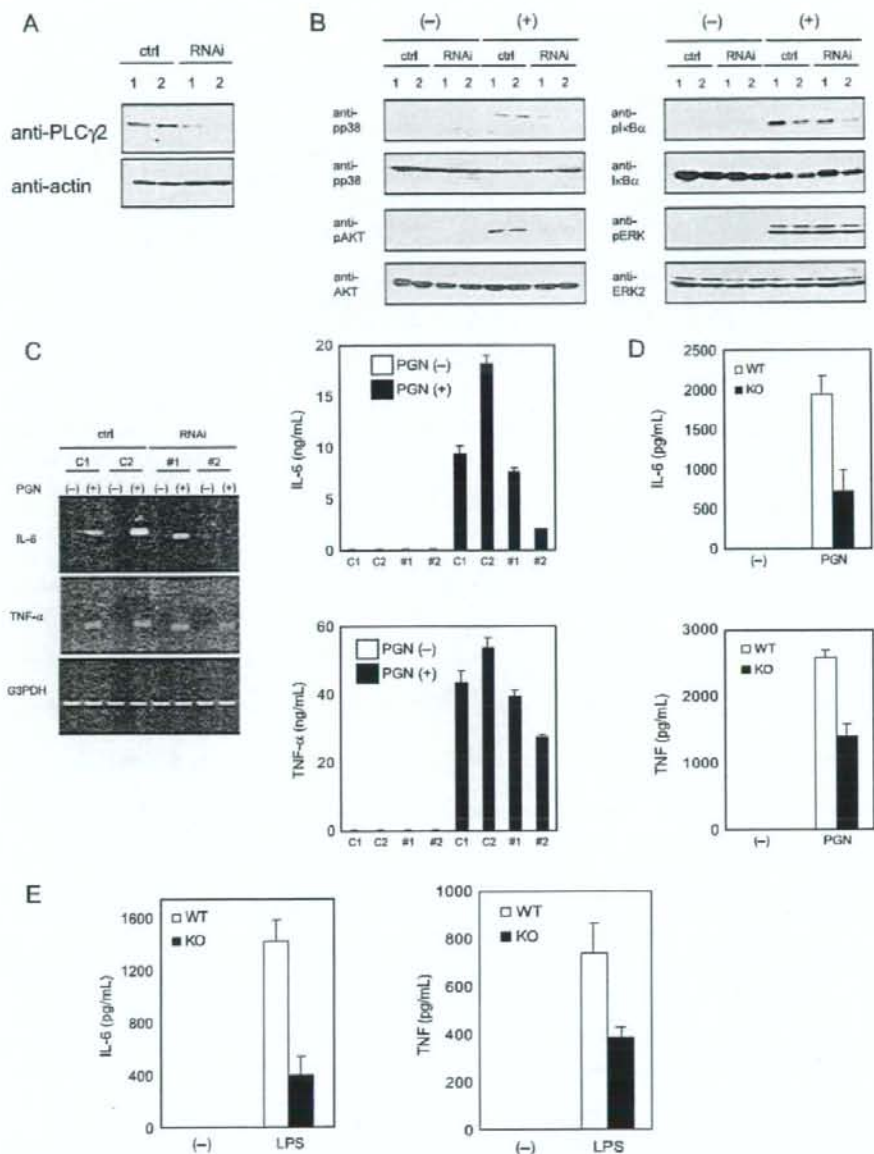 A
ctrl RNAi
1 2 1 2
anti-PLCγ2
anti-actin
B
(–) (+)
ctrl RNAi ctrl RNAi
1 2 1 2 1 2 1 2
anti-
pp38
anti-
pp38
anti-
pAKT
anti-
AKT
(–) (+)
ctrl RNAi ctrl RNAi
1 2 1 2 1 2 1 2
anti-
pIκBα
anti-
IκBα
anti-
pERK
anti-
ERK2
C
ctrl RNAi
C1 C2 #1 #2
PGN (–) (+) (–) (+) (–) (+) (–) (+)
IL-6
TNF-α
G3PDH
IL-6 (ng/mL)
20
15
10
5
0
PGN (–)
PGN (+)
C1 C2 #1 #2 C1 C2 #1 #2
TNF-α (ng/mL)
60
40
20
0
PGN (–)
PGN (+)
C1 C2 #1 #2 C1 C2 #1 #2
D
IL-6 (pg/mL)
2500
2000
1500
1000
500
0
WT
KO
(–) PGN
TNF (pg/mL)
3000
2000
1000
0
WT
KO
(–) PGN
E
IL-6 (pg/mL)
1600
1200
800
400
0
WT
KO
(–) LPS
TNF (pg/mL)
1000
800
600
400
200
0
WT
KO
(–) LPS